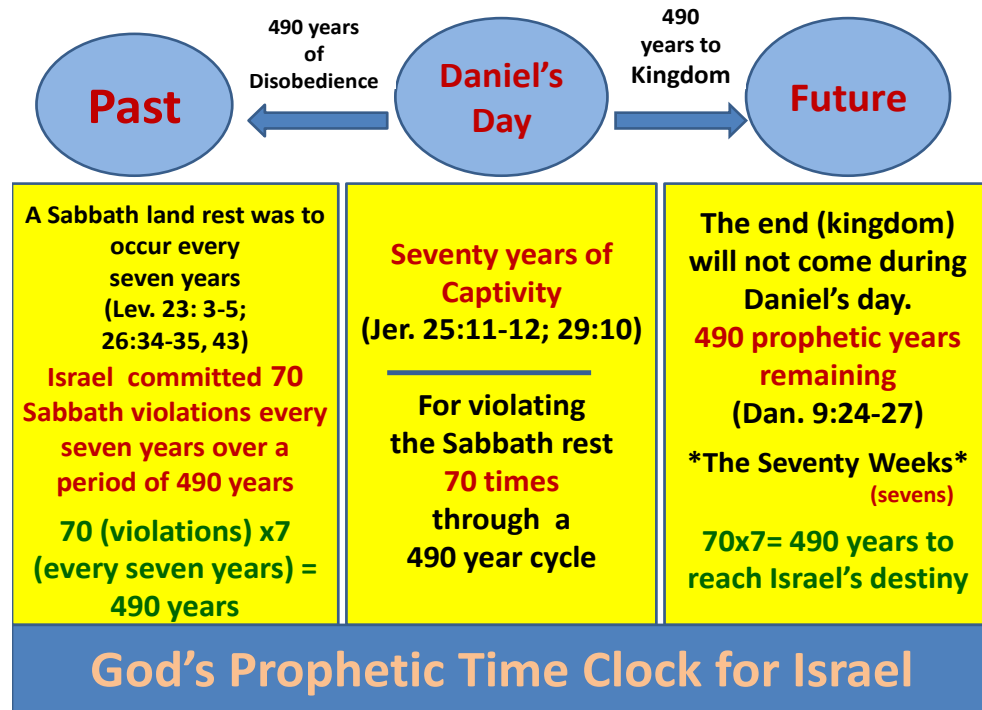 490 years
of
Disobedience
490
years to
Kingdom
Past
Daniel's
Day
Future
A Sabbath land rest was to
occur every
seven years
(Lev. 23: 3-5;
26:34-35, 43)
Israel committed 70
Sabbath violations every
seven years over a
period of 490 years
70 (violations) x7
(every seven years) =
490 years
Seventy years of
Captivity
(Jer. 25:11-12; 29:10)
For violating
the Sabbath rest
70 times
through a
490 year cycle
The end (kingdom)
will not come during
Daniel's day.
490 prophetic years
remaining
(Dan. 9:24-27)
*The Seventy Weeks*
(sevens)
70x7= 490 years to
reach Israel's destiny
God's Prophetic Time Clock for Israel